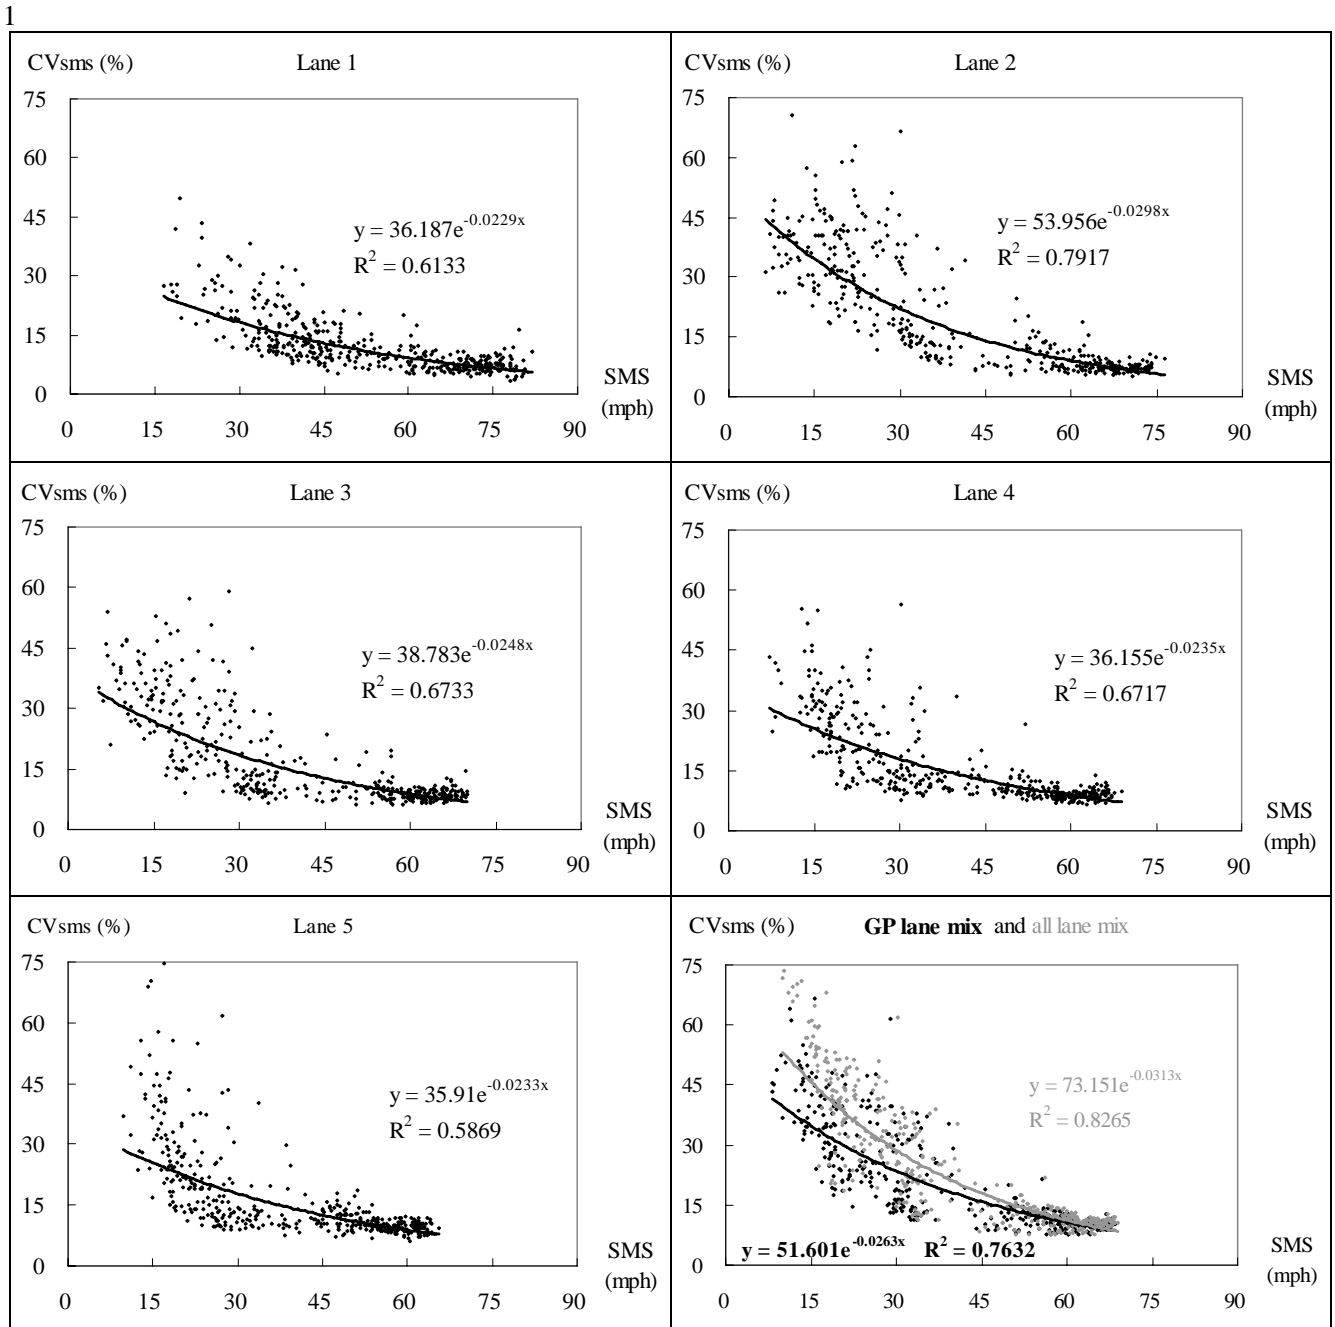 1
CVsms (%) Lane 1
75
60
45
30
15
0
y = 36.187e^-0.0229x
R^2 = 0.6133
SMS
(mph)
0 15 30 45 60 75 90
CVsms (%) Lane 2
75
60
45
30
15
0
y = 53.956e^-0.0298x
R^2 = 0.7917
SMS
(mph)
0 15 30 45 60 75 90
CVsms (%) Lane 3
75
60
45
30
15
0
y = 38.783e^-0.0248x
R^2 = 0.6733
SMS
(mph)
0 15 30 45 60 75 90
CVsms (%) Lane 4
75
60
45
30
15
0
y = 36.155e^-0.0235x
R^2 = 0.6717
SMS
(mph)
0 15 30 45 60 75 90
CVsms (%) Lane 5
75
60
45
30
15
0
y = 35.91e^-0.0233x
R^2 = 0.5869
SMS
(mph)
0 15 30 45 60 75 90
CVsms (%) GP lane mix and all lane mix
75
60
45
30
15
0
y = 73.151e^-0.0313x
R^2 = 0.8265
y = 51.601e^-0.0263x R^2 = 0.7632
SMS
(mph)
0 15 30 45 60 75 90